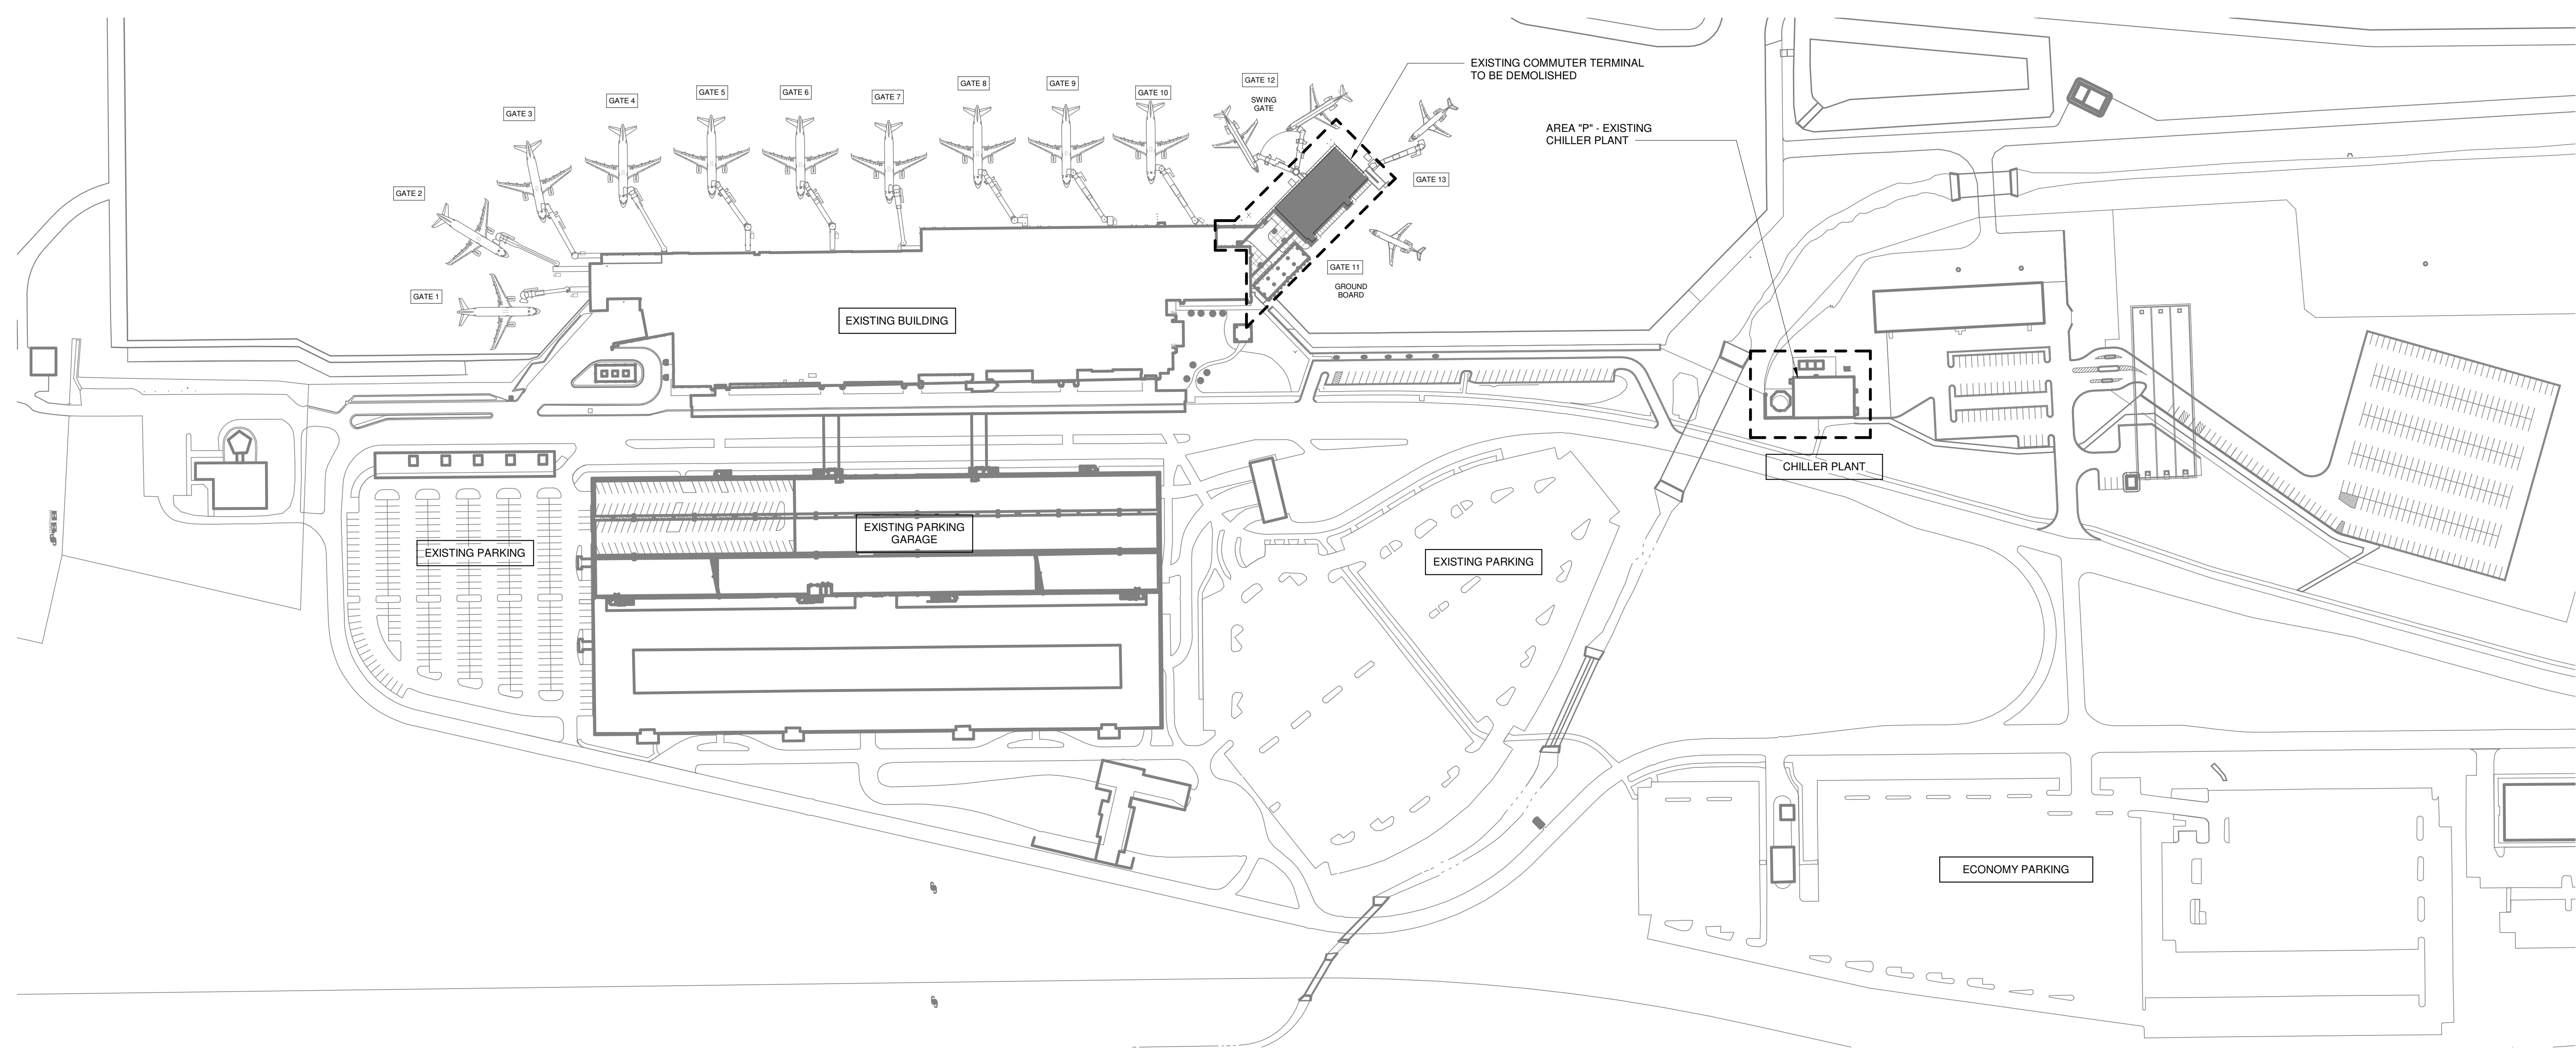 EXISTING COMMUTER TERMINAL
TO BE DEMOLISHED
GATE 12
SWING
GATE
GATE 8
GATE 9
GATE 10
GATE 5
GATE 6
GATE 7
GATE 4
GATE 3
AREA "P" - EXISTING
CHILLER PLANT
GATE 13
GATE 2
GATE 11
GROUND
BOARD
GATE 1
EXISTING BUILDING
CHILLER PLANT
EXISTING PARKING
GARAGE
EXISTING PARKING
EXISTING PARKING
ECONOMY PARKING